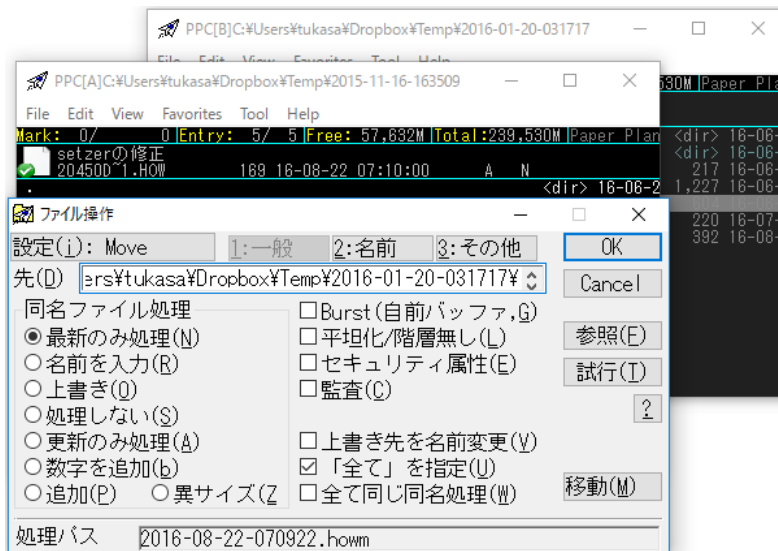 PPC[B]C:¥Users¥tukasa¥Dropbox¥Temp¥2016-01-20-031717
PPC[A]C:¥Users¥tukasa¥Dropbox¥Temp¥2015-11-16-163509
File Edit View Favorites Tool Help
530M Paper Pla
Mark: 0/ 0 Entry: 5/ 5 Free: 57,632M Total:239,530M Paper Plan
setzerの修正
20450D~1.HOW 169 16-08-22 07:10:00 A N
. <dir> 16-06-2
<dir> 16-06-
<dir> 16-06-
217 16-06-
1,227 16-06-
220 16-07-
392 16-08-
ファイル操作
設定(i): Move 1:一般 2:名前 3:その他 OK
先(D) ers¥tukasa¥Dropbox¥Temp¥2016-01-20-031717¥ Cancel
同名ファイル処理 Burst(自前バッファ,G)
最新のみ処理(N) 平坦化/階層無し(L) 参照(F)
名前を入力(R) セキュリティ属性(E) 試行(T)
上書き(O) 監査(C)
処理しない(S) ?
更新のみ処理(A) 上書き先を名前変更(V)
数字を追加(b) 「全て」を指定(U)
追加(P) 異サイズ(Z 全て同じ同名処理(W) 移動(M)
処理パス 2016-08-22-070922.howm